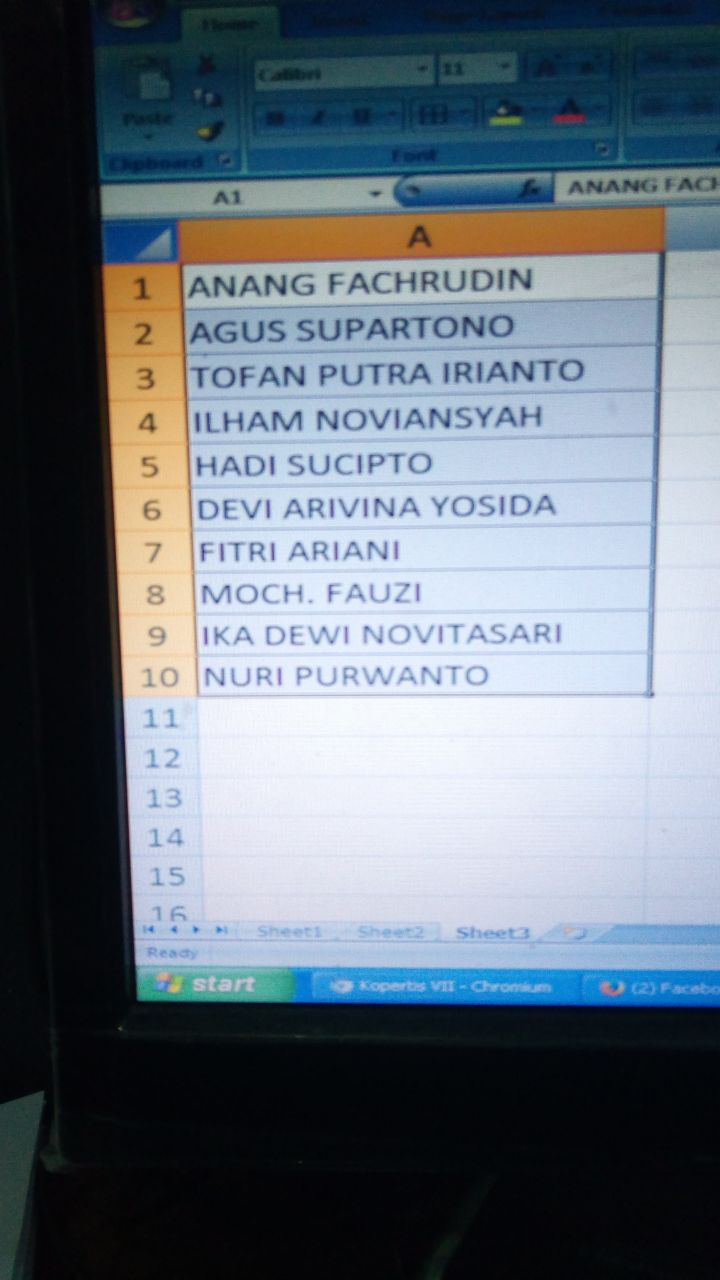 Home
Calibri
11
Paste
Clipboard
Font
A1
ANANG FACH
A
1 ANANG FACHRUDIN
2 AGUS SUPARTONO
3 TOFAN PUTRA IRIANTO
4 ILHAM NOVIANSYAH
5 HADI SUCIPTO
6 DEVI ARIVINA YOSIDA
7 FITRI ARIANI
8 MOCH. FAUZI
9 IKA DEWI NOVITASARI
10 NURI PURWANTO
11
12
13
14
15
16
Sheet1 Sheet2 Sheet3
Ready
start Kopertis VII - Chromium (2) Facebo